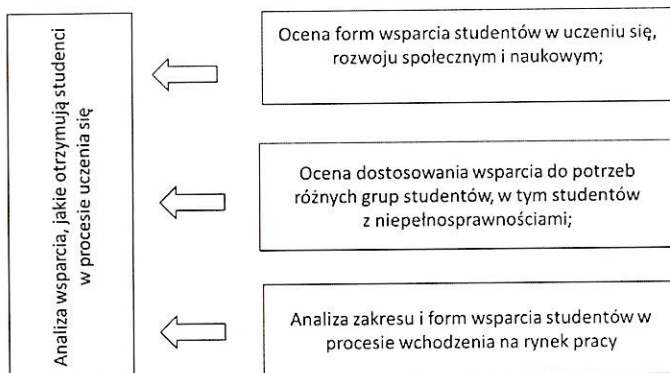 Analiza wsparcia, jakie otrzymują studenci
w procesie uczenia się
Ocena form wsparcia studentów w uczeniu się,
rozwoju społecznym i naukowym;
Ocena dostosowania wsparcia do potrzeb
różnych grup studentów, w tym studentów
z niepełnosprawnościami;
Analiza zakresu i form wsparcia studentów w
procesie wchodzenia na rynek pracy